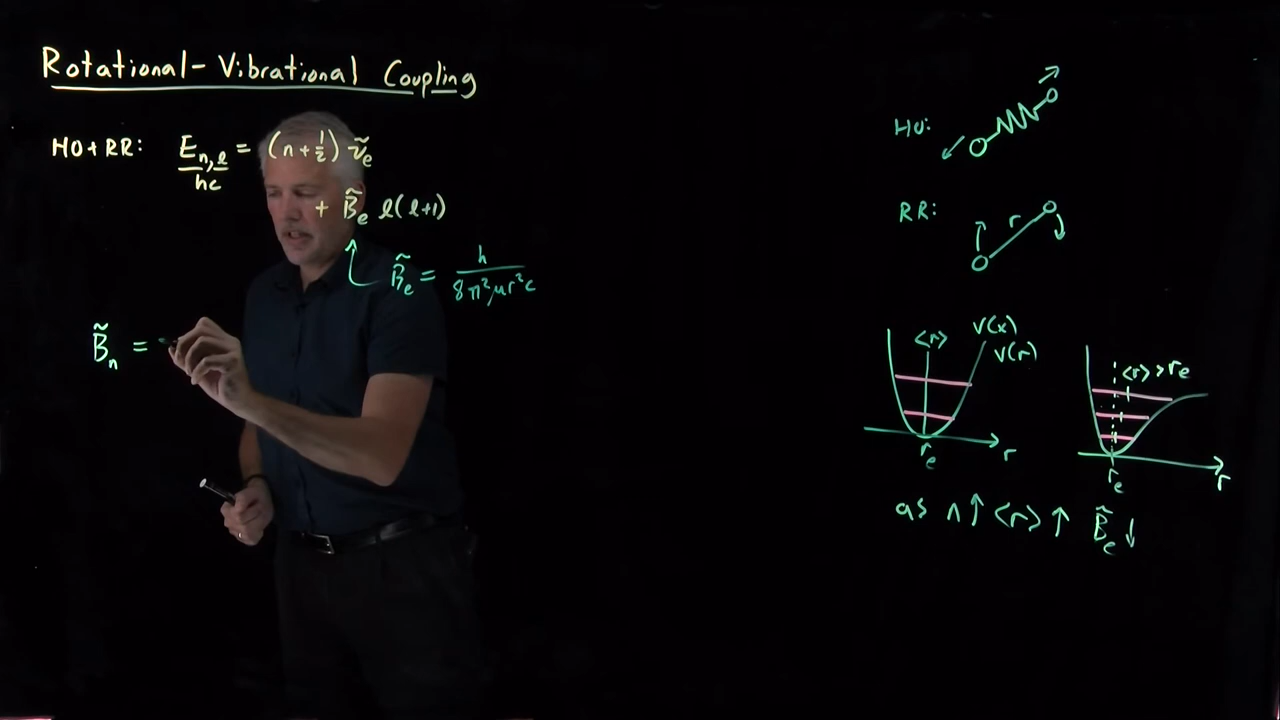 Rotational-Vibrational Coupling
HO+RR: E_{n,ℓ}/hc = (n+1/2) ṽ_e
+ B̃_e ℓ(ℓ+1)
B̃_e = h / 8π²μr²c
B̃_n =
HO:
RR:
r
<r>
V(x)
V(r)
r_e
r
<r> > r_e
r_e
r
as n↑ <r>↑ B̃_e↓